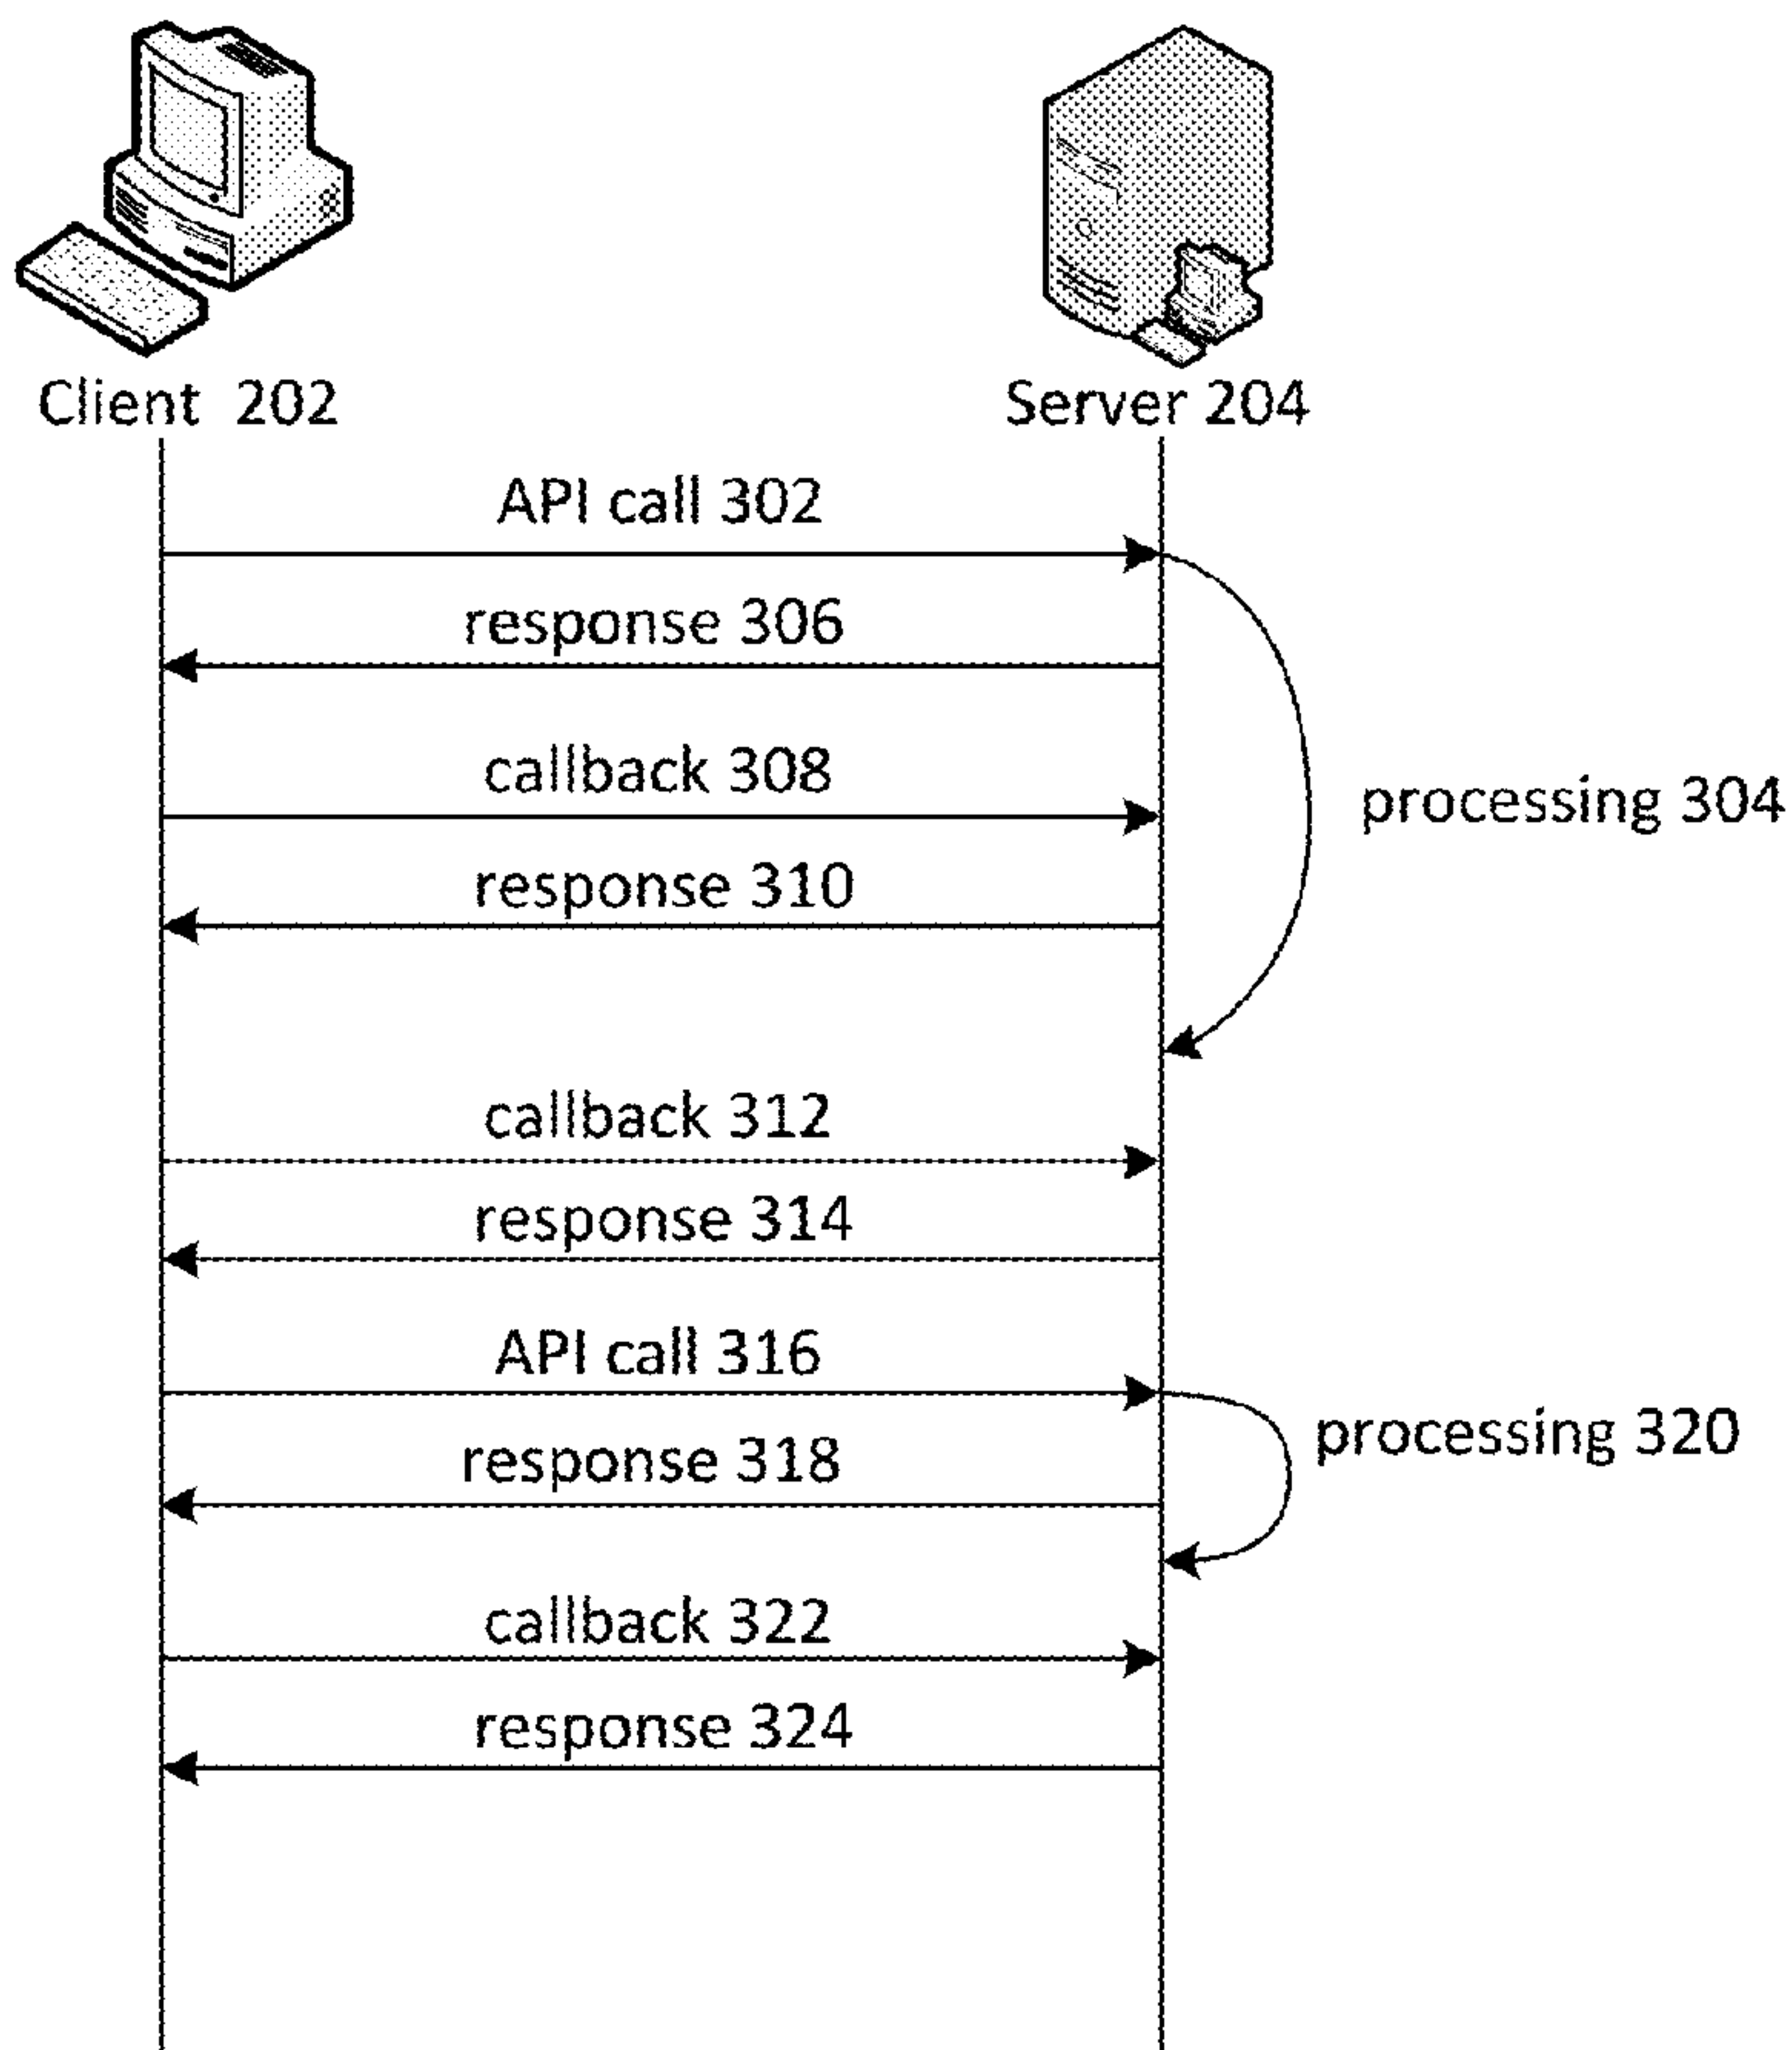 Client 202
Server 204
API call 302
response 306
callback 308
processing 304
response 310
callback 312
response 314
API call 316
processing 320
response 318
callback 322
response 324